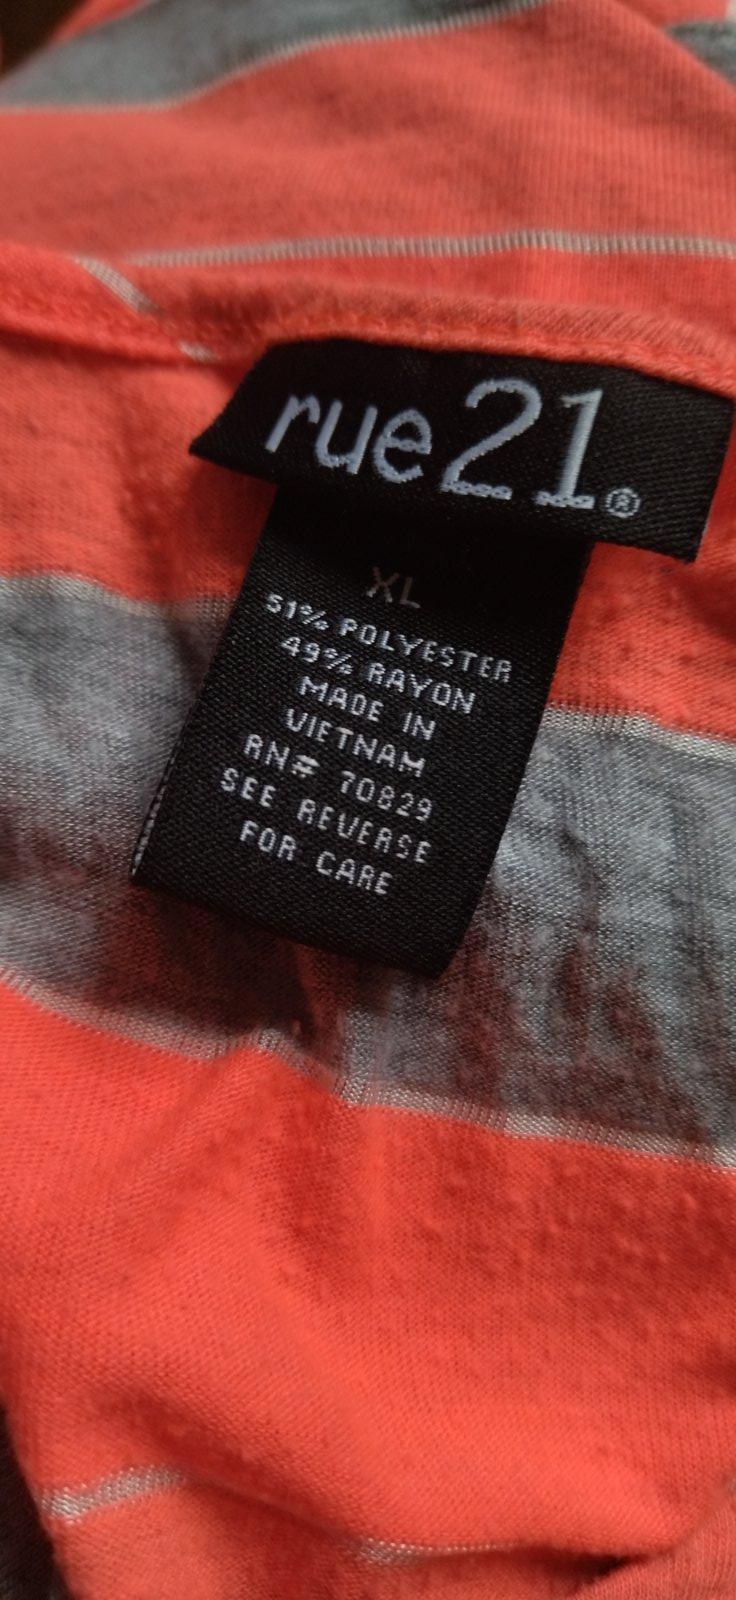 rue21®
XL
51% POLYESTER
49% RAYON
MADE IN
VIETNAM
RN# 70829
SEE REVERSE
FOR CARE